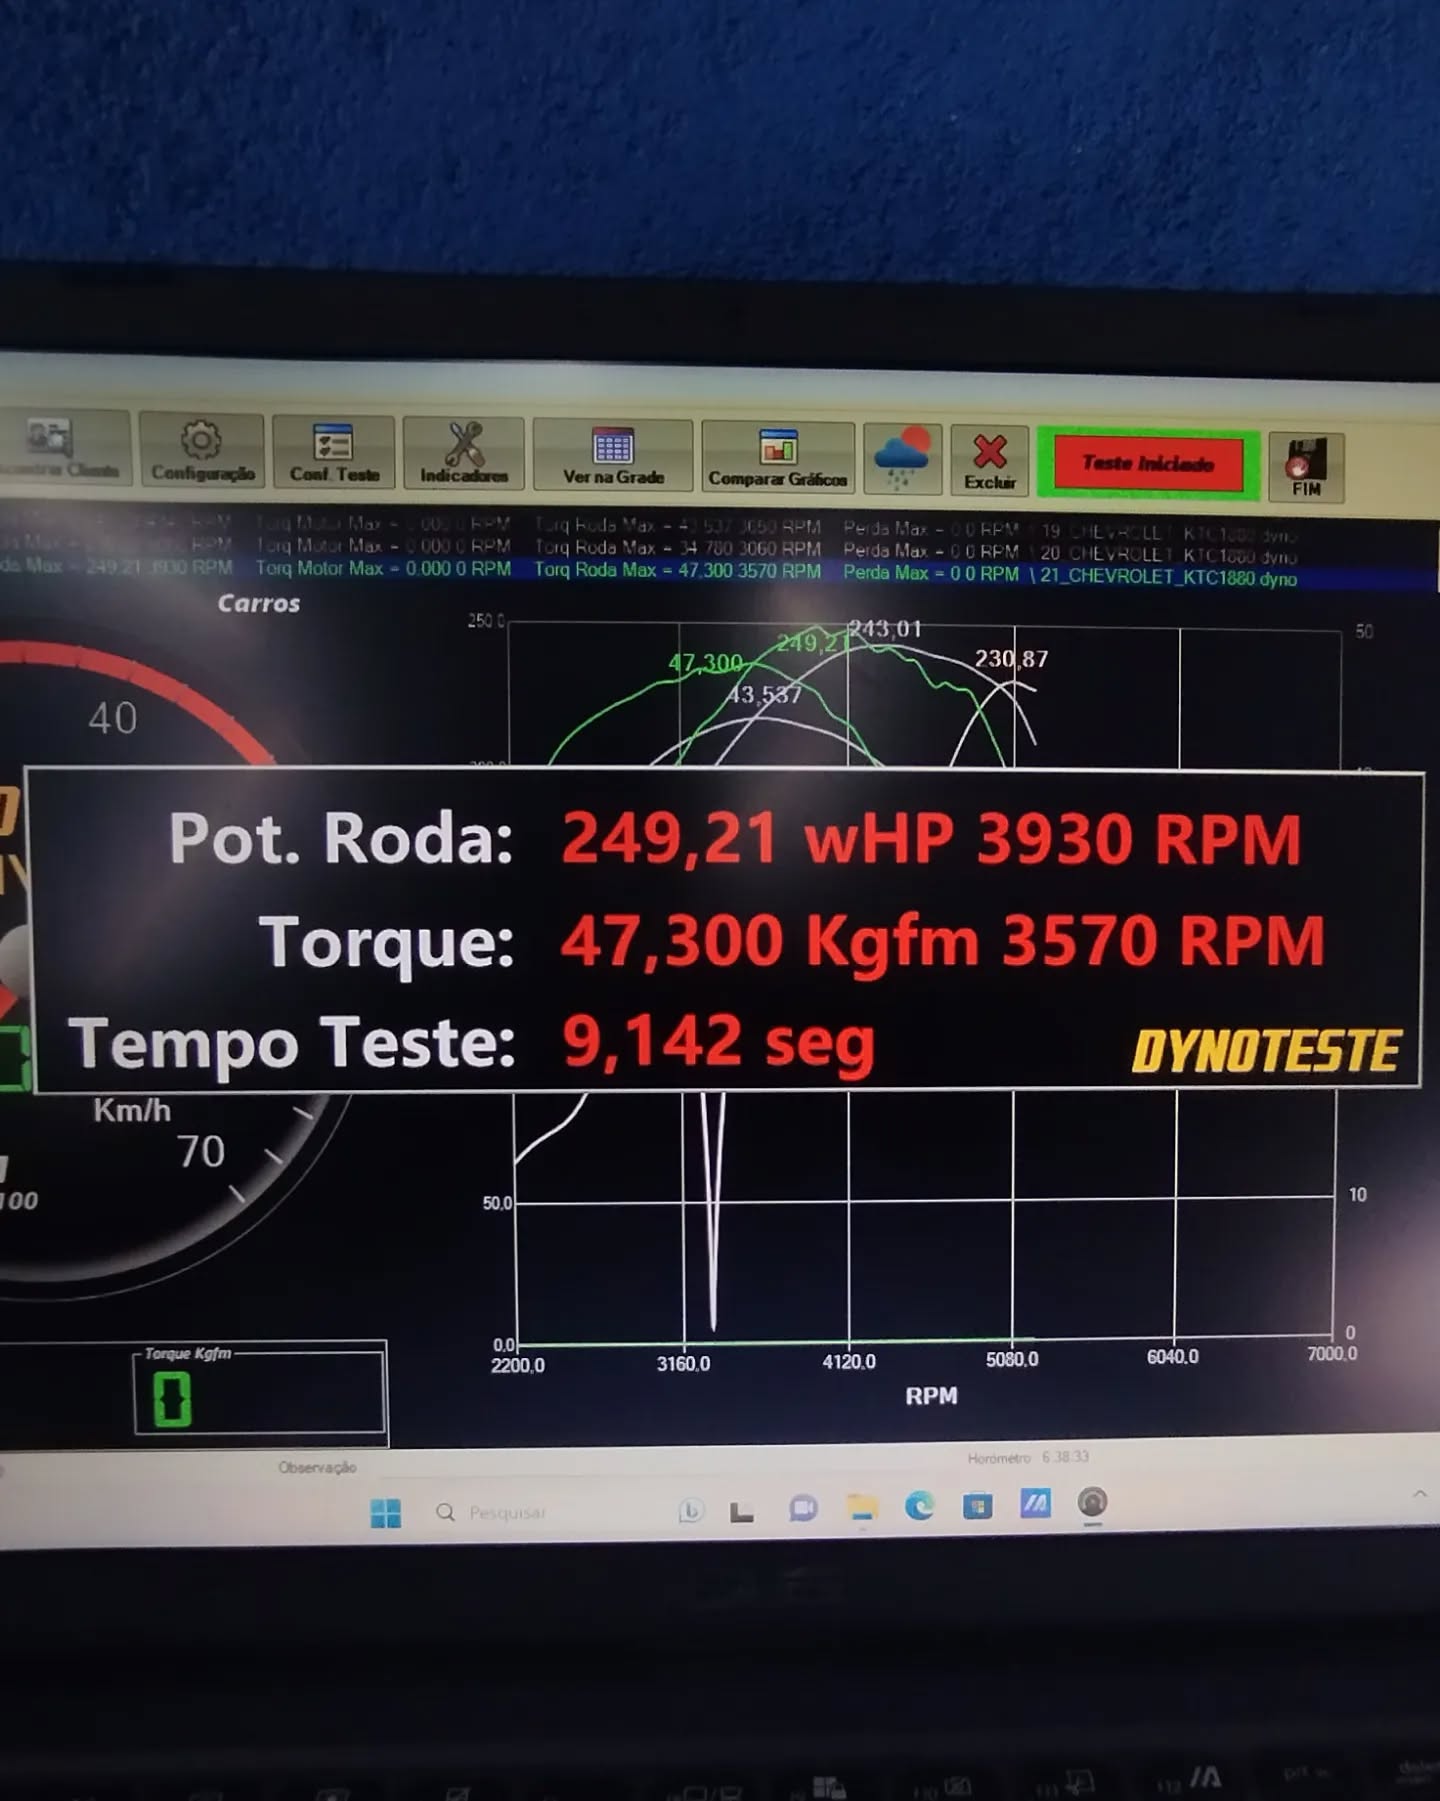 Configuração
Conf. Teste
Indicadores
Ver na Grade
Comparar Gráficos
Excluir
Teste Iniciado
FIM
RPM Torq Motor Max = 0.000 0 RPM Torq Roda Max = 43.537 3650 RPM Perda Max = 0 0 RPM \ 19_CHEVROLET_KTC1880 dyno
RPM Torq Motor Max = 0.000 0 RPM Torq Roda Max = 34.780 3060 RPM Perda Max = 0 0 RPM \ 20_CHEVROLET_KTC1880 dyno
Max = 249,21 3930 RPM Torq Motor Max = 0.000 0 RPM Torq Roda Max = 47,300 3570 RPM Perda Max = 0 0 RPM \ 21_CHEVROLET_KTC1880 dyno
Carros
250.0
50
249,21
243,01
47,300
230,87
43,537
40
Pot. Roda: 249,21 wHP 3930 RPM
Torque: 47,300 Kgfm 3570 RPM
Tempo Teste: 9,142 seg
DYNOTESTE
Km/h
70
100
50,0
10
0,0
0
2200,0
3160,0
4120,0
5080,0
6040,0
7000,0
RPM
Torque Kgfm
0
Observação
Horômetro 6.38.33
Pesquisar